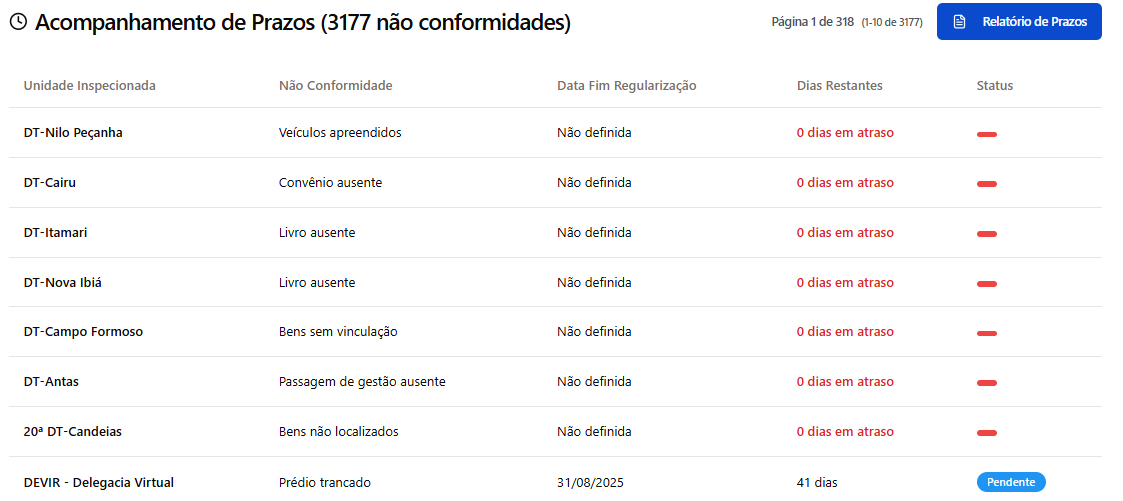 Acompanhamento de Prazos (3177 não conformidades)
Página 1 de 318 (1-10 de 3177)
Relatório de Prazos
Unidade Inspecionada Não Conformidade Data Fim Regularização Dias Restantes Status
DT-Nilo Peçanha Veículos apreendidos Não definida 0 dias em atraso
DT-Cairu Convênio ausente Não definida 0 dias em atraso
DT-Itamari Livro ausente Não definida 0 dias em atraso
DT-Nova Ibiá Livro ausente Não definida 0 dias em atraso
DT-Campo Formoso Bens sem vinculação Não definida 0 dias em atraso
DT-Antas Passagem de gestão ausente Não definida 0 dias em atraso
20ª DT-Candeias Bens não localizados Não definida 0 dias em atraso
DEVIR - Delegacia Virtual Prédio trancado 31/08/2025 41 dias Pendente